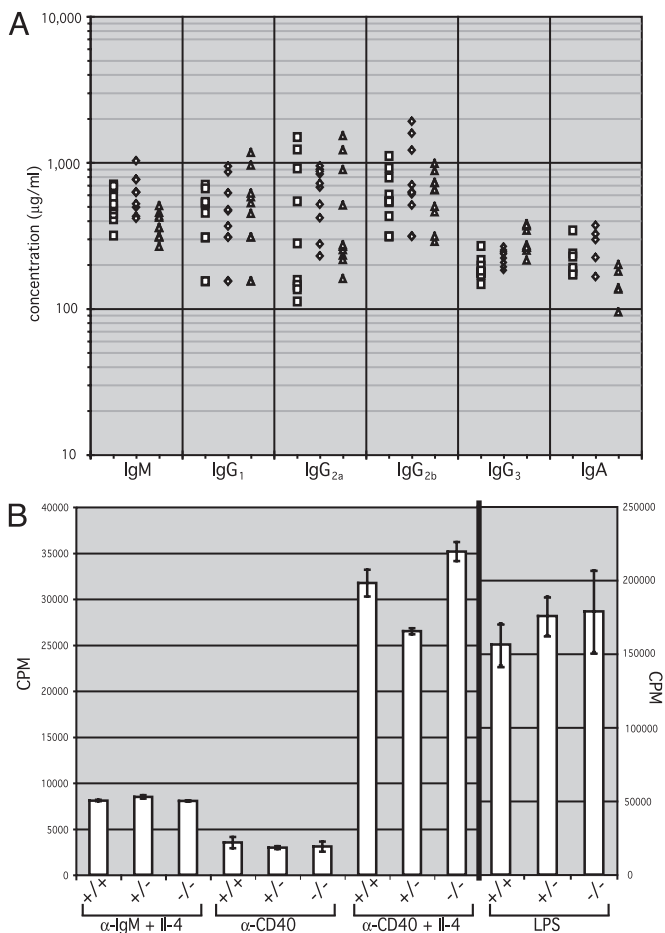 A
10,000
1,000
100
10
concentration (µg/ml)
IgM IgG₁ IgG₂ₐ IgG₂b IgG₃ IgA
B
40000
35000
30000
25000
20000
15000
10000
5000
0
CPM
250000
200000
150000
100000
50000
0
CPM
+/+ +/- -/- +/+ +/- -/- +/+ +/- -/- +/+ +/- -/-
α-IgM + Il-4 α-CD40 α-CD40 + Il-4 LPS